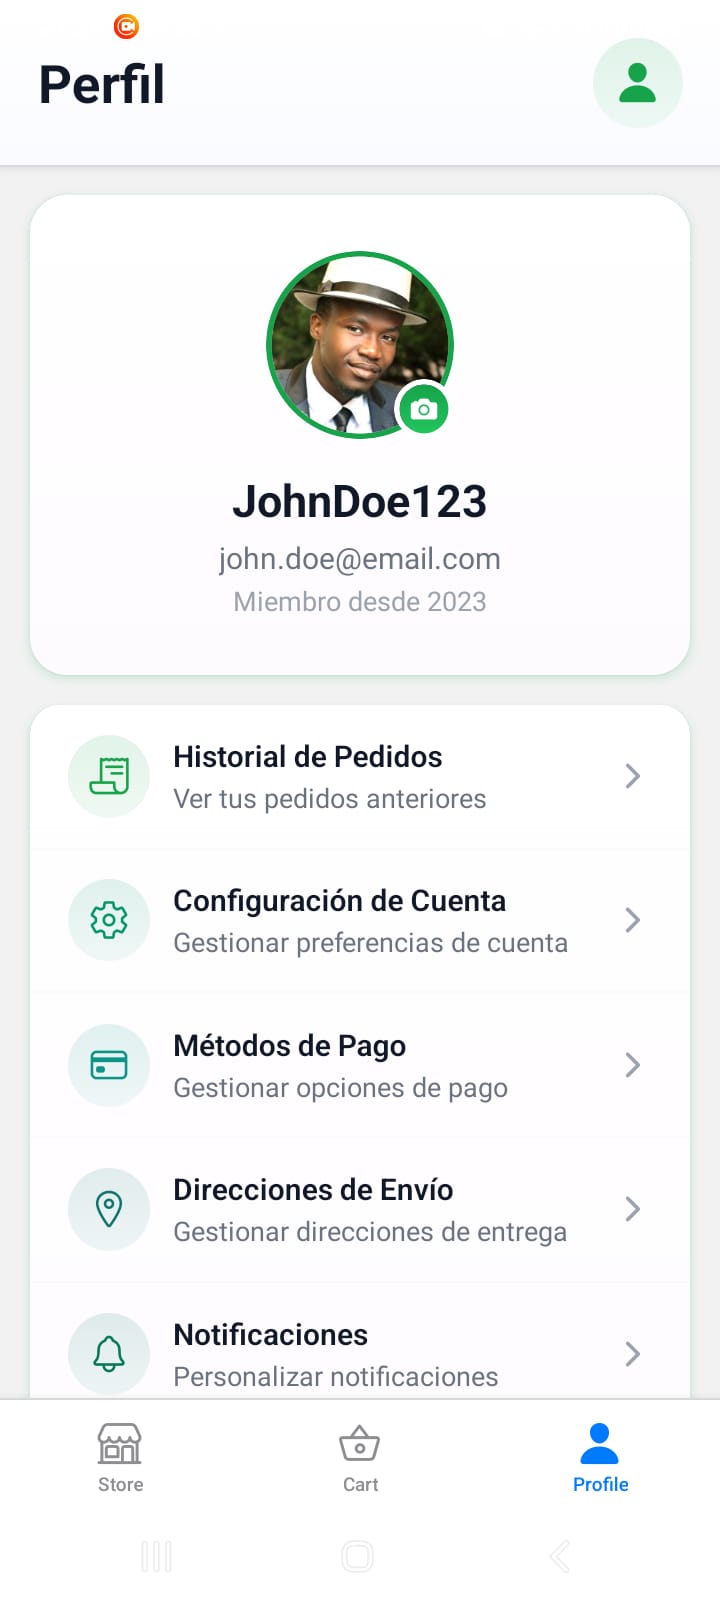 Perfil
JohnDoe123
john.doe@email.com
Miembro desde 2023
Historial de Pedidos
Ver tus pedidos anteriores
Configuración de Cuenta
Gestionar preferencias de cuenta
Métodos de Pago
Gestionar opciones de pago
Direcciones de Envío
Gestionar direcciones de entrega
Notificaciones
Personalizar notificaciones
Store
Cart
Profile